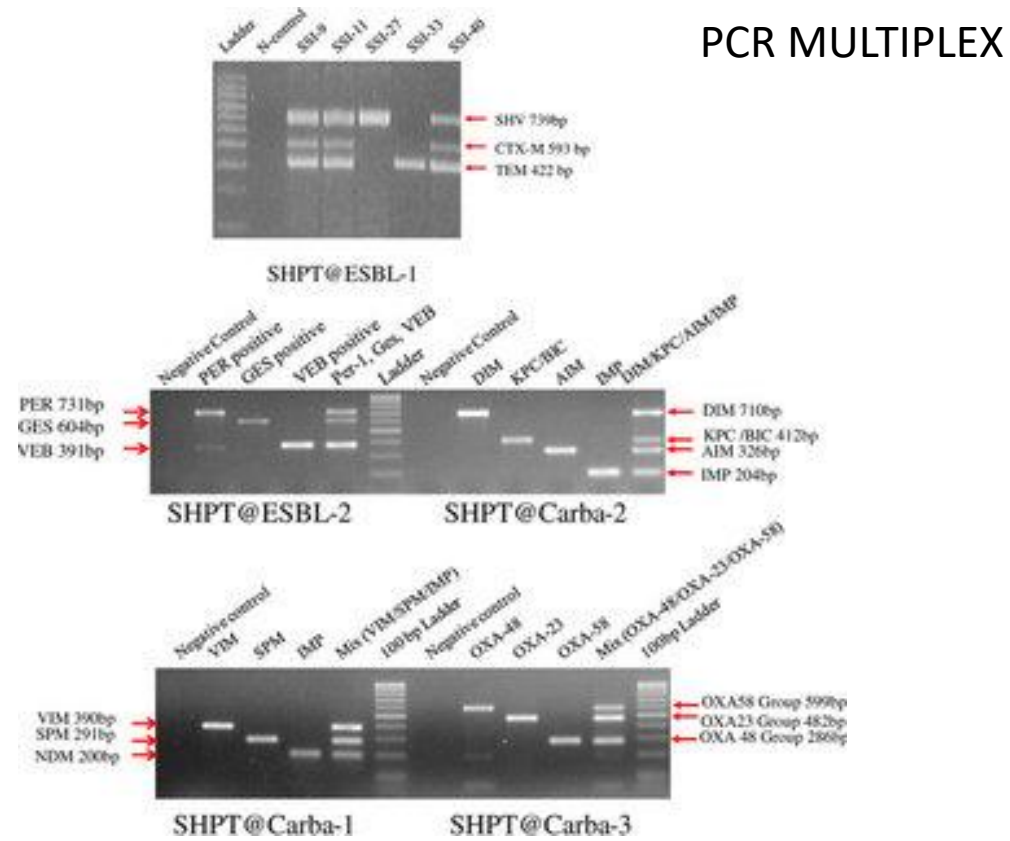 PCR MULTIPLEX
Ladder
N-control
SSI-9
SSI-11
SSI-27
SSI-33
SSI-40
SHV 739bp
CTX-M 593 bp
TEM 422 bp
SHPT@ESBL-1
NegativeControl
PER positive
GES positive
VEB positive
Per-1, Ges, VEB
Ladder
Negative Control
DIM
KPC/BIC
AIM
IMP
DIM/KPC/AIM/IMP
PER 731bp
GES 604bp
VEB 391bp
DIM 710bp
KPC /BIC 412bp
AIM 326bp
IMP 204bp
SHPT@ESBL-2
SHPT@Carba-2
Negative control
VIM
SPM
IMP
Mix (VIM/SPM/IMP)
100 bp Ladder
Negative control
OXA-48
OXA-23
OXA-58
Mix (OXA-48/OXA-23/OXA-58)
100bp Ladder
VIM 390bp
SPM 291bp
NDM 200bp
OXA58 Group 599bp
OXA23 Group 482bp
OXA 48 Group 286bp
SHPT@Carba-1
SHPT@Carba-3